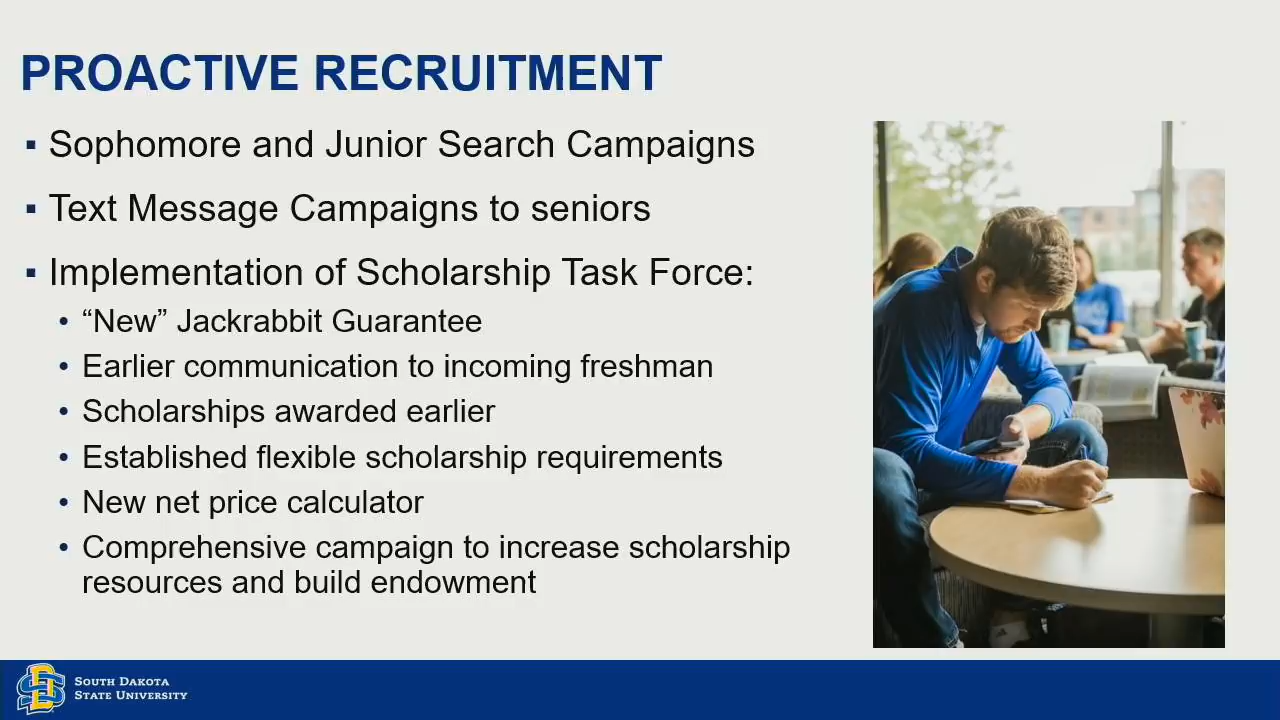 PROACTIVE RECRUITMENT
▪ Sophomore and Junior Search Campaigns
▪ Text Message Campaigns to seniors
▪ Implementation of Scholarship Task Force:
• “New” Jackrabbit Guarantee
• Earlier communication to incoming freshman
• Scholarships awarded earlier
• Established flexible scholarship requirements
• New net price calculator
• Comprehensive campaign to increase scholarship
resources and build endowment
SOUTH DAKOTA
STATE UNIVERSITY